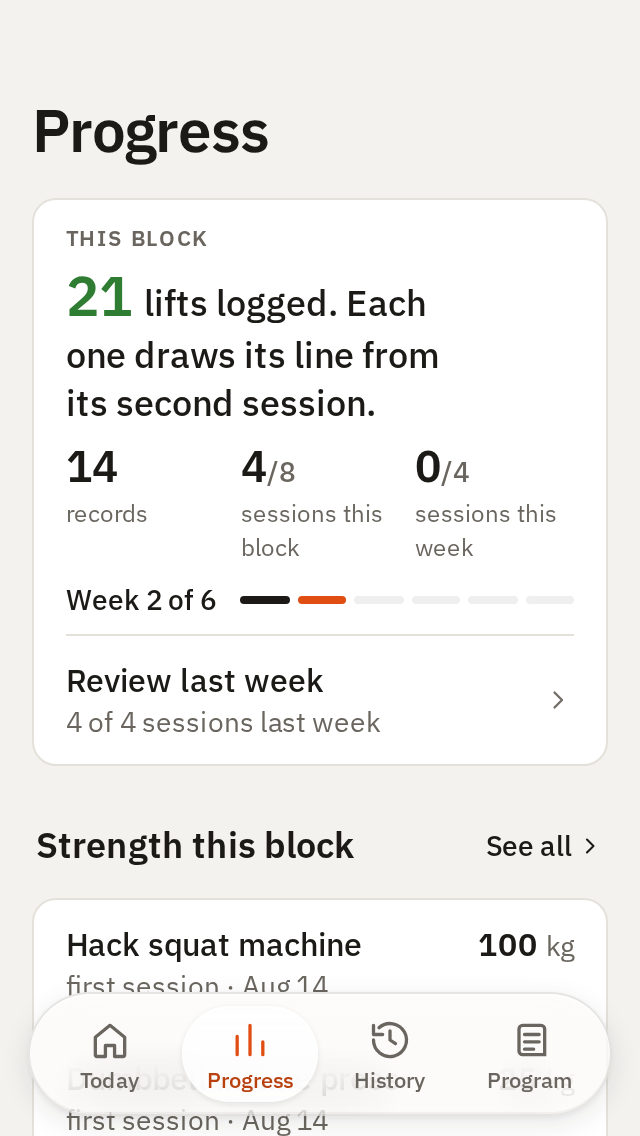 Progress
THIS BLOCK
21 lifts logged. Each
one draws its line from
its second session.
14 4/8 0/4
records sessions this sessions this
block week
Week 2 of 6
Review last week
4 of 4 sessions last week
Strength this block See all
Hack squat machine 100 kg
first session · Aug 14
Today Progress History Program
first session · Aug 14